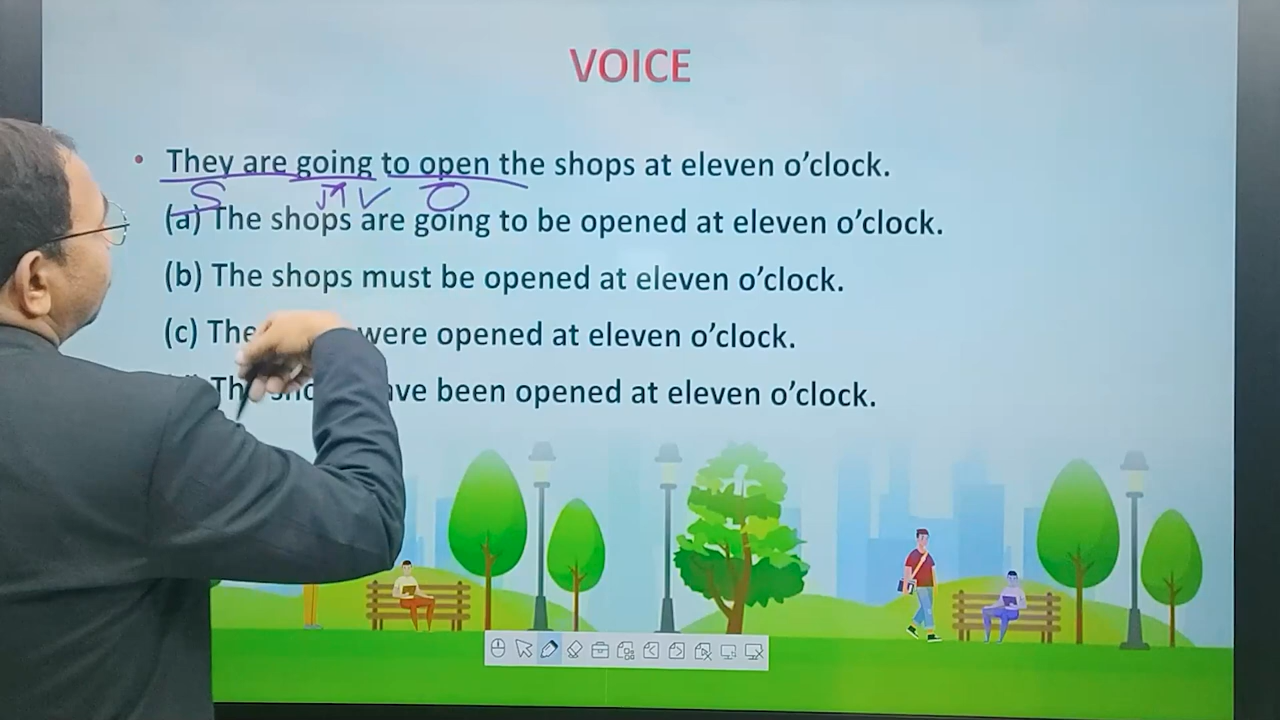 VOICE
• They are going to open the shops at eleven o'clock.
S V O
(a) The shops are going to be opened at eleven o'clock.
(b) The shops must be opened at eleven o'clock.
(c) The were opened at eleven o'clock.
been opened at eleven o'clock.